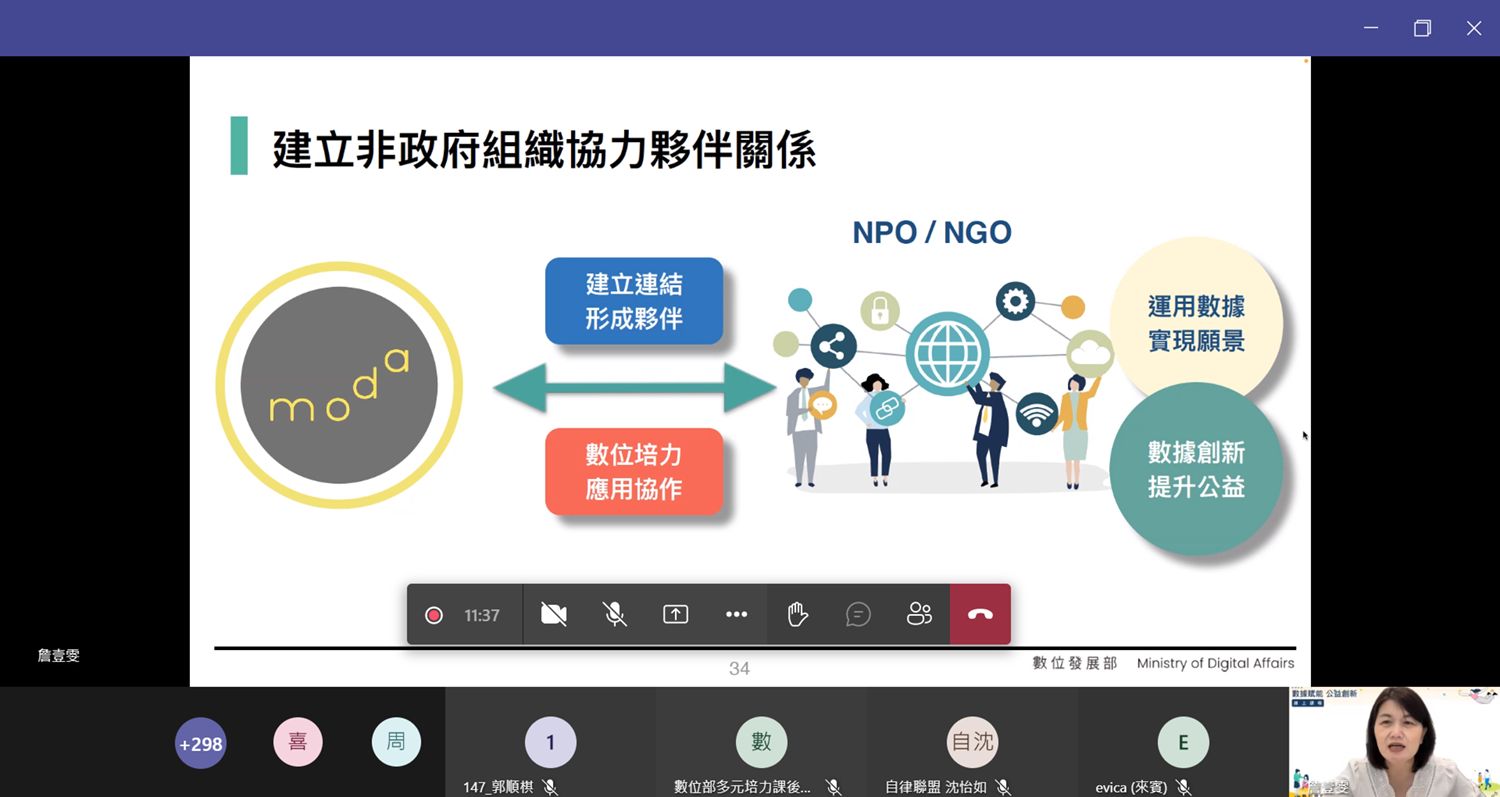 建立非政府組織協力夥伴關係
NPO / NGO
moda
建立連結
形成夥伴
數位培力
應用協作
運用數據
實現願景
數據創新
提升公益
11:37
34
數位發展部 Ministry of Digital Affairs
詹壹雯
+298
喜
周
1
147_郭順棋
數
數位部多元培力課後...
自沈
自律聯盟 沈怡如
E
evica (來賓)
數據賦能 公益創新
線上課程
詹壹雯